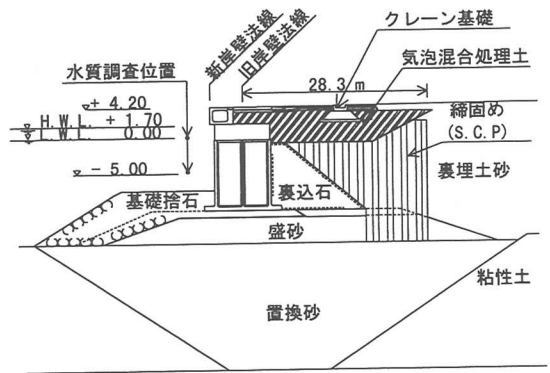 クレーン基礎
新岸壁法線
旧岸壁法線
気泡混合処理土
水質調査位置
28.3 m
+ 4.20
H.W.L. + 1.70
L.W.L. 0.00
締固め
(S.C.P)
- 5.00
裏埋土砂
基礎捨石
裏込石
盛砂
粘性土
置換砂